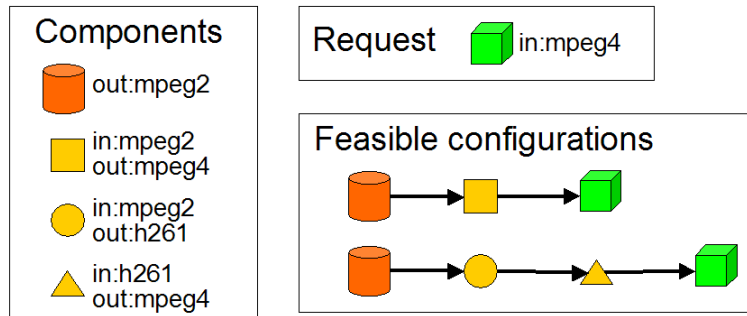 Components
out:mpeg2
in:mpeg2
out:mpeg4
in:mpeg2
out:h261
in:h261
out:mpeg4
Request
in:mpeg4
Feasible configurations